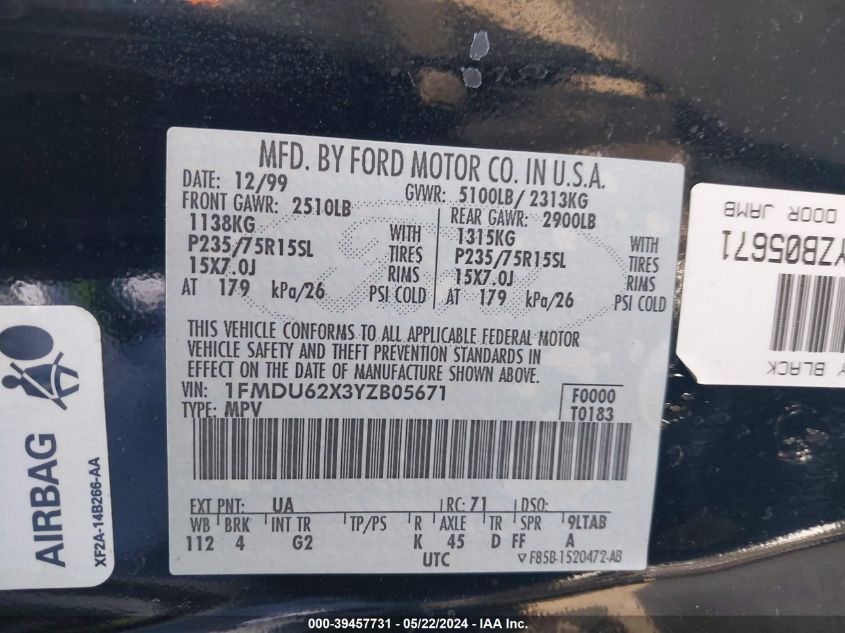 MFD. BY FORD MOTOR CO. IN U.S.A.
DATE: 12/99 GVWR: 5100LB/ 2313KG
FRONT GAWR: 2510LB REAR GAWR: 2900LB
1138KG WITH 1315KG WITH
P235/75R15SL TIRES P235/75R15SL TIRES
15X7.0J RIMS 15X7.0J RIMS
AT 179 kPa/26 PSI COLD AT 179 kPa/26 PSI COLD
THIS VEHICLE CONFORMS TO ALL APPLICABLE FEDERAL MOTOR
VEHICLE SAFETY AND THEFT PREVENTION STANDARDS IN
EFFECT ON THE DATE OF MANUFACTURE SHOWN ABOVE.
VIN: 1FMDU62X3YZB05671 F0000
TYPE: MPV T0183
EXT PNT: UA RC: 71 DSO:
WB BRK INT TR TP/PS R AXLE TR SPR 9LTAB
112 4 G2 K 45 D FF A
UTC ▽F85B-1520472-AB
AIRBAG
XF2A-14B266-AA
DOOR JAMB
YZB05671
Y BLACK
000-39457731 - 05/22/2024 - IAAI.COM